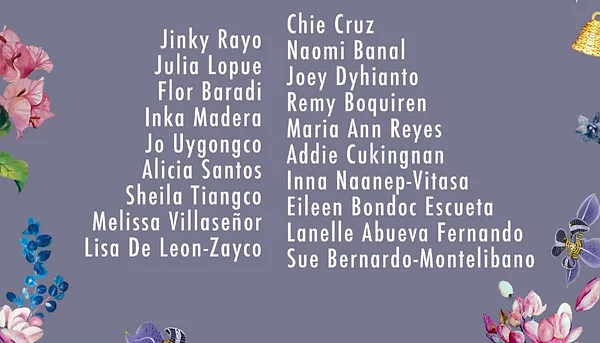 Jinky Rayo
Julia Lopue
Flor Baradi
Inka Madera
Jo Uygongco
Alicia Santos
Sheila Tiangco
Melissa Villaseñor
Lisa De Leon-Zayco
Chie Cruz
Naomi Banal
Joey Dyhianto
Remy Boquiren
Maria Ann Reyes
Addie Cukingnan
Inna Naanep-Vitasa
Eileen Bondoc Escueta
Lanelle Abueva Fernando
Sue Bernardo-Montelibano